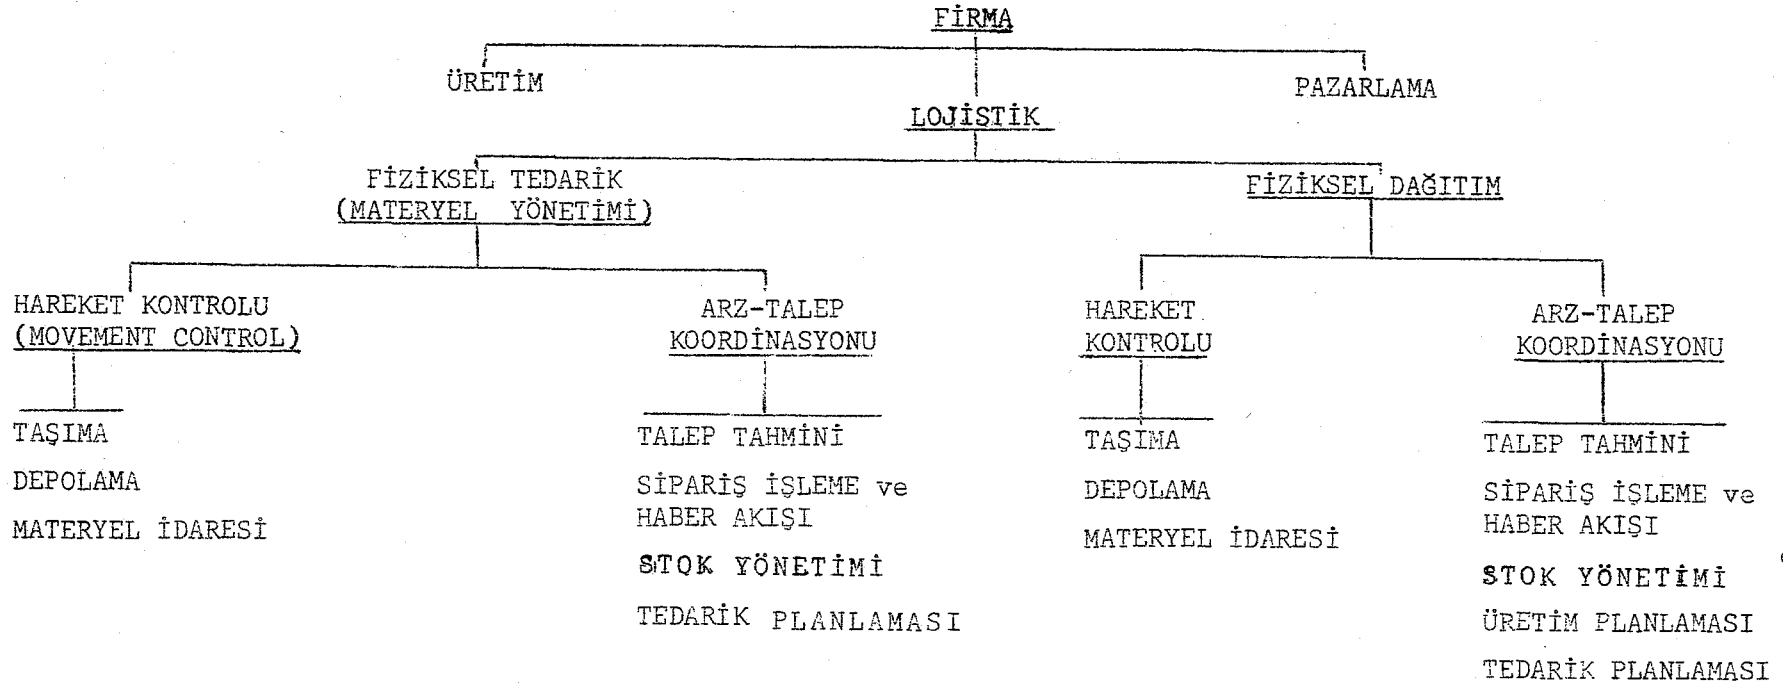 FİRMA
ÜRETİM
PAZARLAMA
LOJİSTİK
FİZİKSEL TEDARİK
(MATERYEL YÖNETİMİ)
FİZİKSEL DAĞITIM
HAREKET KONTROLU
(MOVEMENT CONTROL)
TAŞIMA
DEPOLAMA
MATERYEL İDARESİ
ARZ-TALEP
KOORDİNASYONU
TALEP TAHMİNİ
SİPARİŞ İŞLEME ve
HABER AKIŞI
STOK YÖNETİMİ
TEDARİK PLANLAMASI
HAREKET
KONTROLU
TAŞIMA
DEPOLAMA
MATERYEL İDARESİ
ARZ-TALEP
KOORDİNASYONU
TALEP TAHMİNİ
SİPARİŞ İŞLEME ve
HABER AKIŞI
STOK YÖNETİMİ
ÜRETİM PLANLAMASI
TEDARİK PLANLAMASI